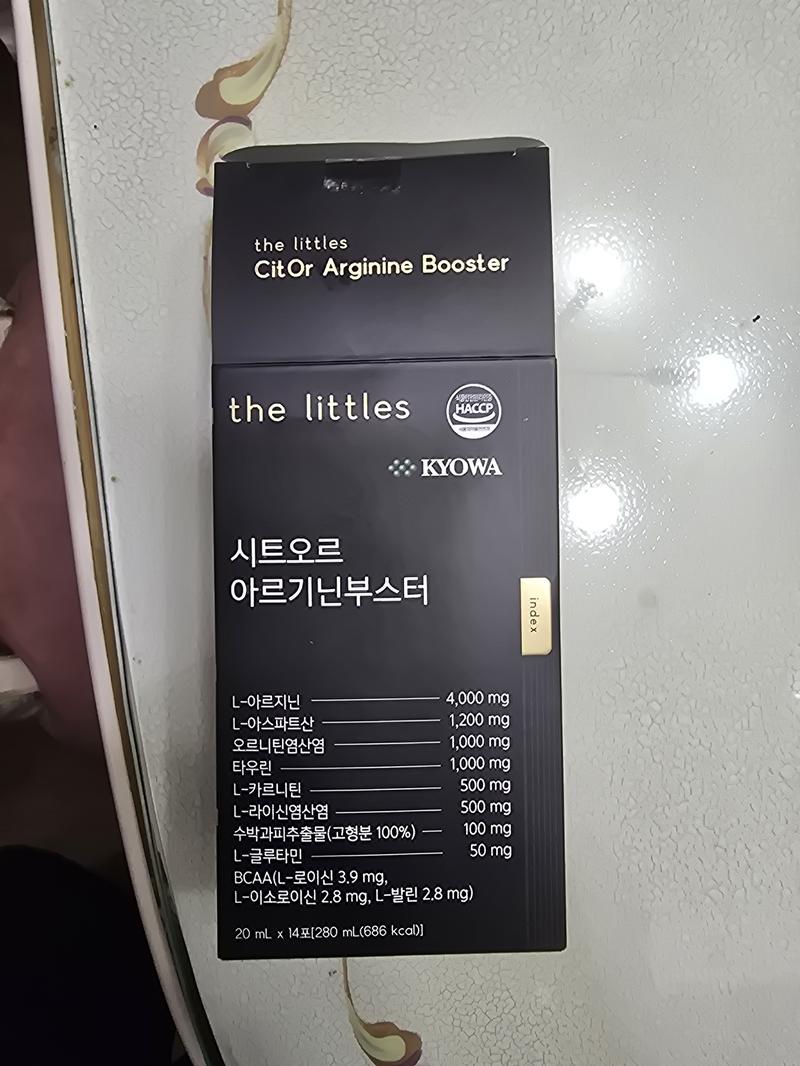 the littles
CitOr Arginine Booster
the littles
HACCP
KYOWA
시트오르
아르기닌부스터
index
L-아르지닌 4,000 mg
L-아스파트산 1,200 mg
오르니틴염산염 1,000 mg
타우린 1,000 mg
L-카르니틴 500 mg
L-라이신염산염 500 mg
수박과피추출물(고형분 100%) 100 mg
L-글루타민 50 mg
BCAA(L-로이신 3.9 mg,
L-이소로이신 2.8 mg, L-발린 2.8 mg)
20 mL x 14포[280 mL(686 kcal)]